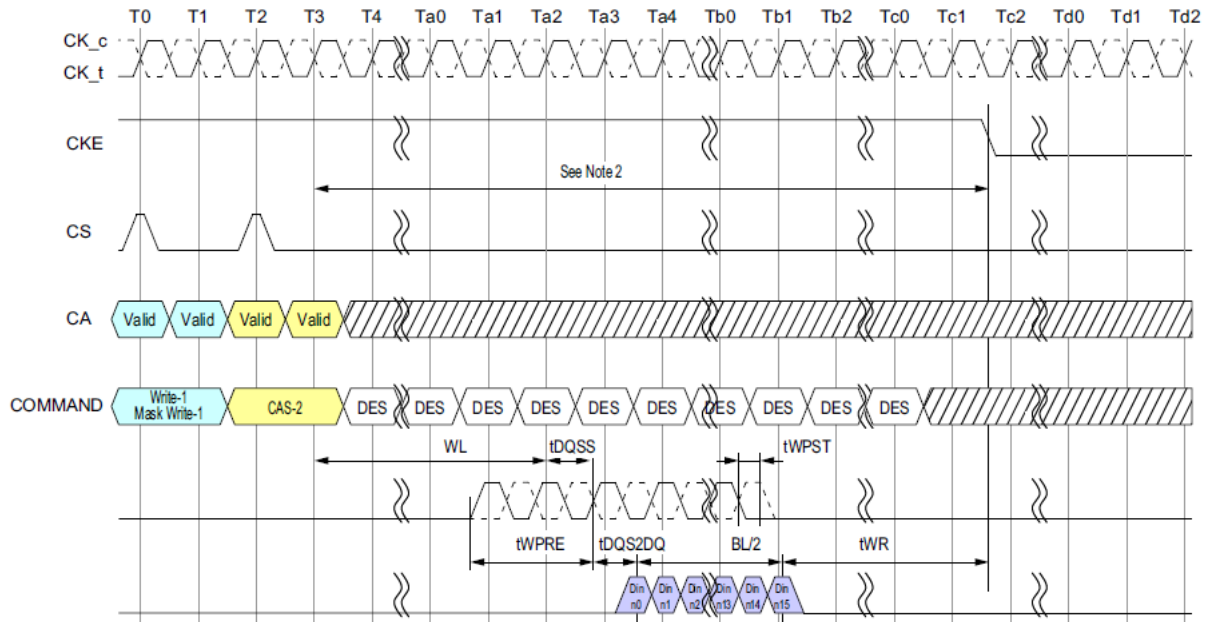 T0 T1 T2 T3 T4 Ta0 Ta1 Ta2 Ta3 Ta4 Tb0 Tb1 Tb2 Tc0 Tc1 Tc2 Td0 Td1 Td2
CK_c
CK_t
CKE
See Note 2
CS
CA Valid Valid Valid Valid
COMMAND Write-1 Mask Write-1 CAS-2 DES DES DES DES DES DES DES DES DES DES
WL tDQSS tWPST
tWPRE tDQS2DQ BL/2 tWR
Din n0 Din n1 Din n2 Din n13 Din n14 Din n15